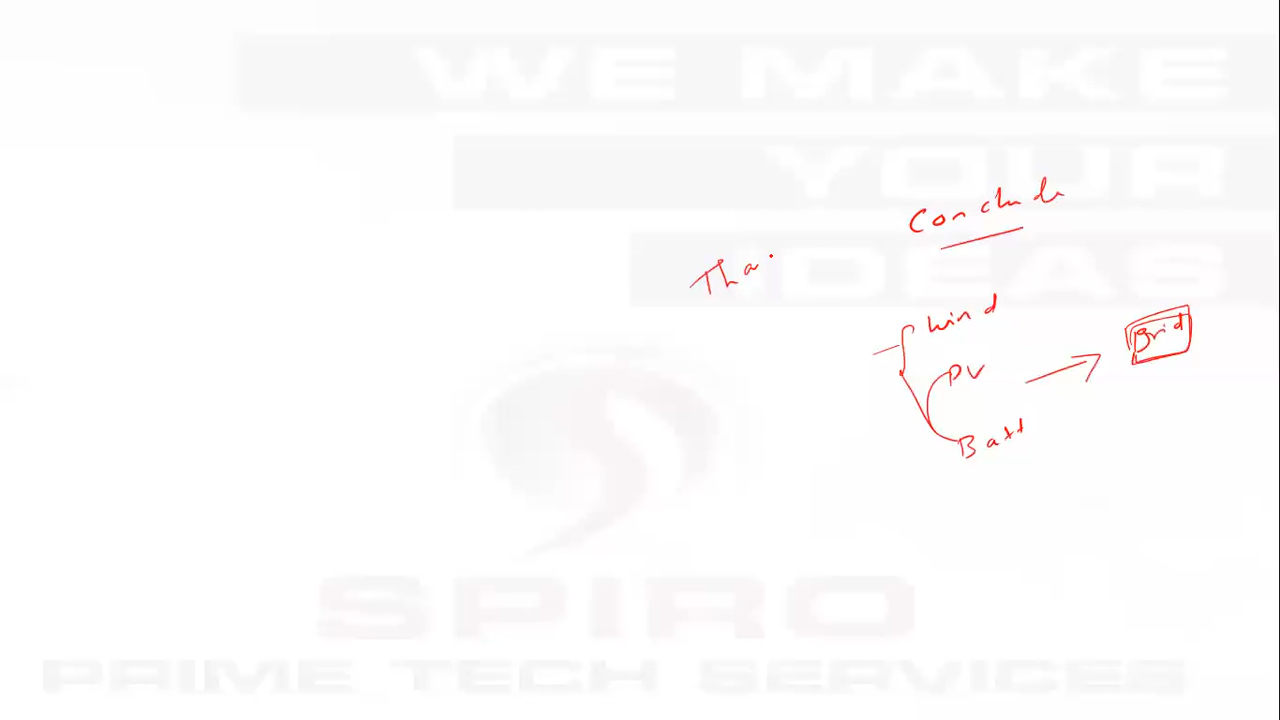 WE MAKE
YOUR
IDEAS
Conclude
Tha
Wind
PV
Batt
grid
SPIRO
PRIME TECH SERVICES